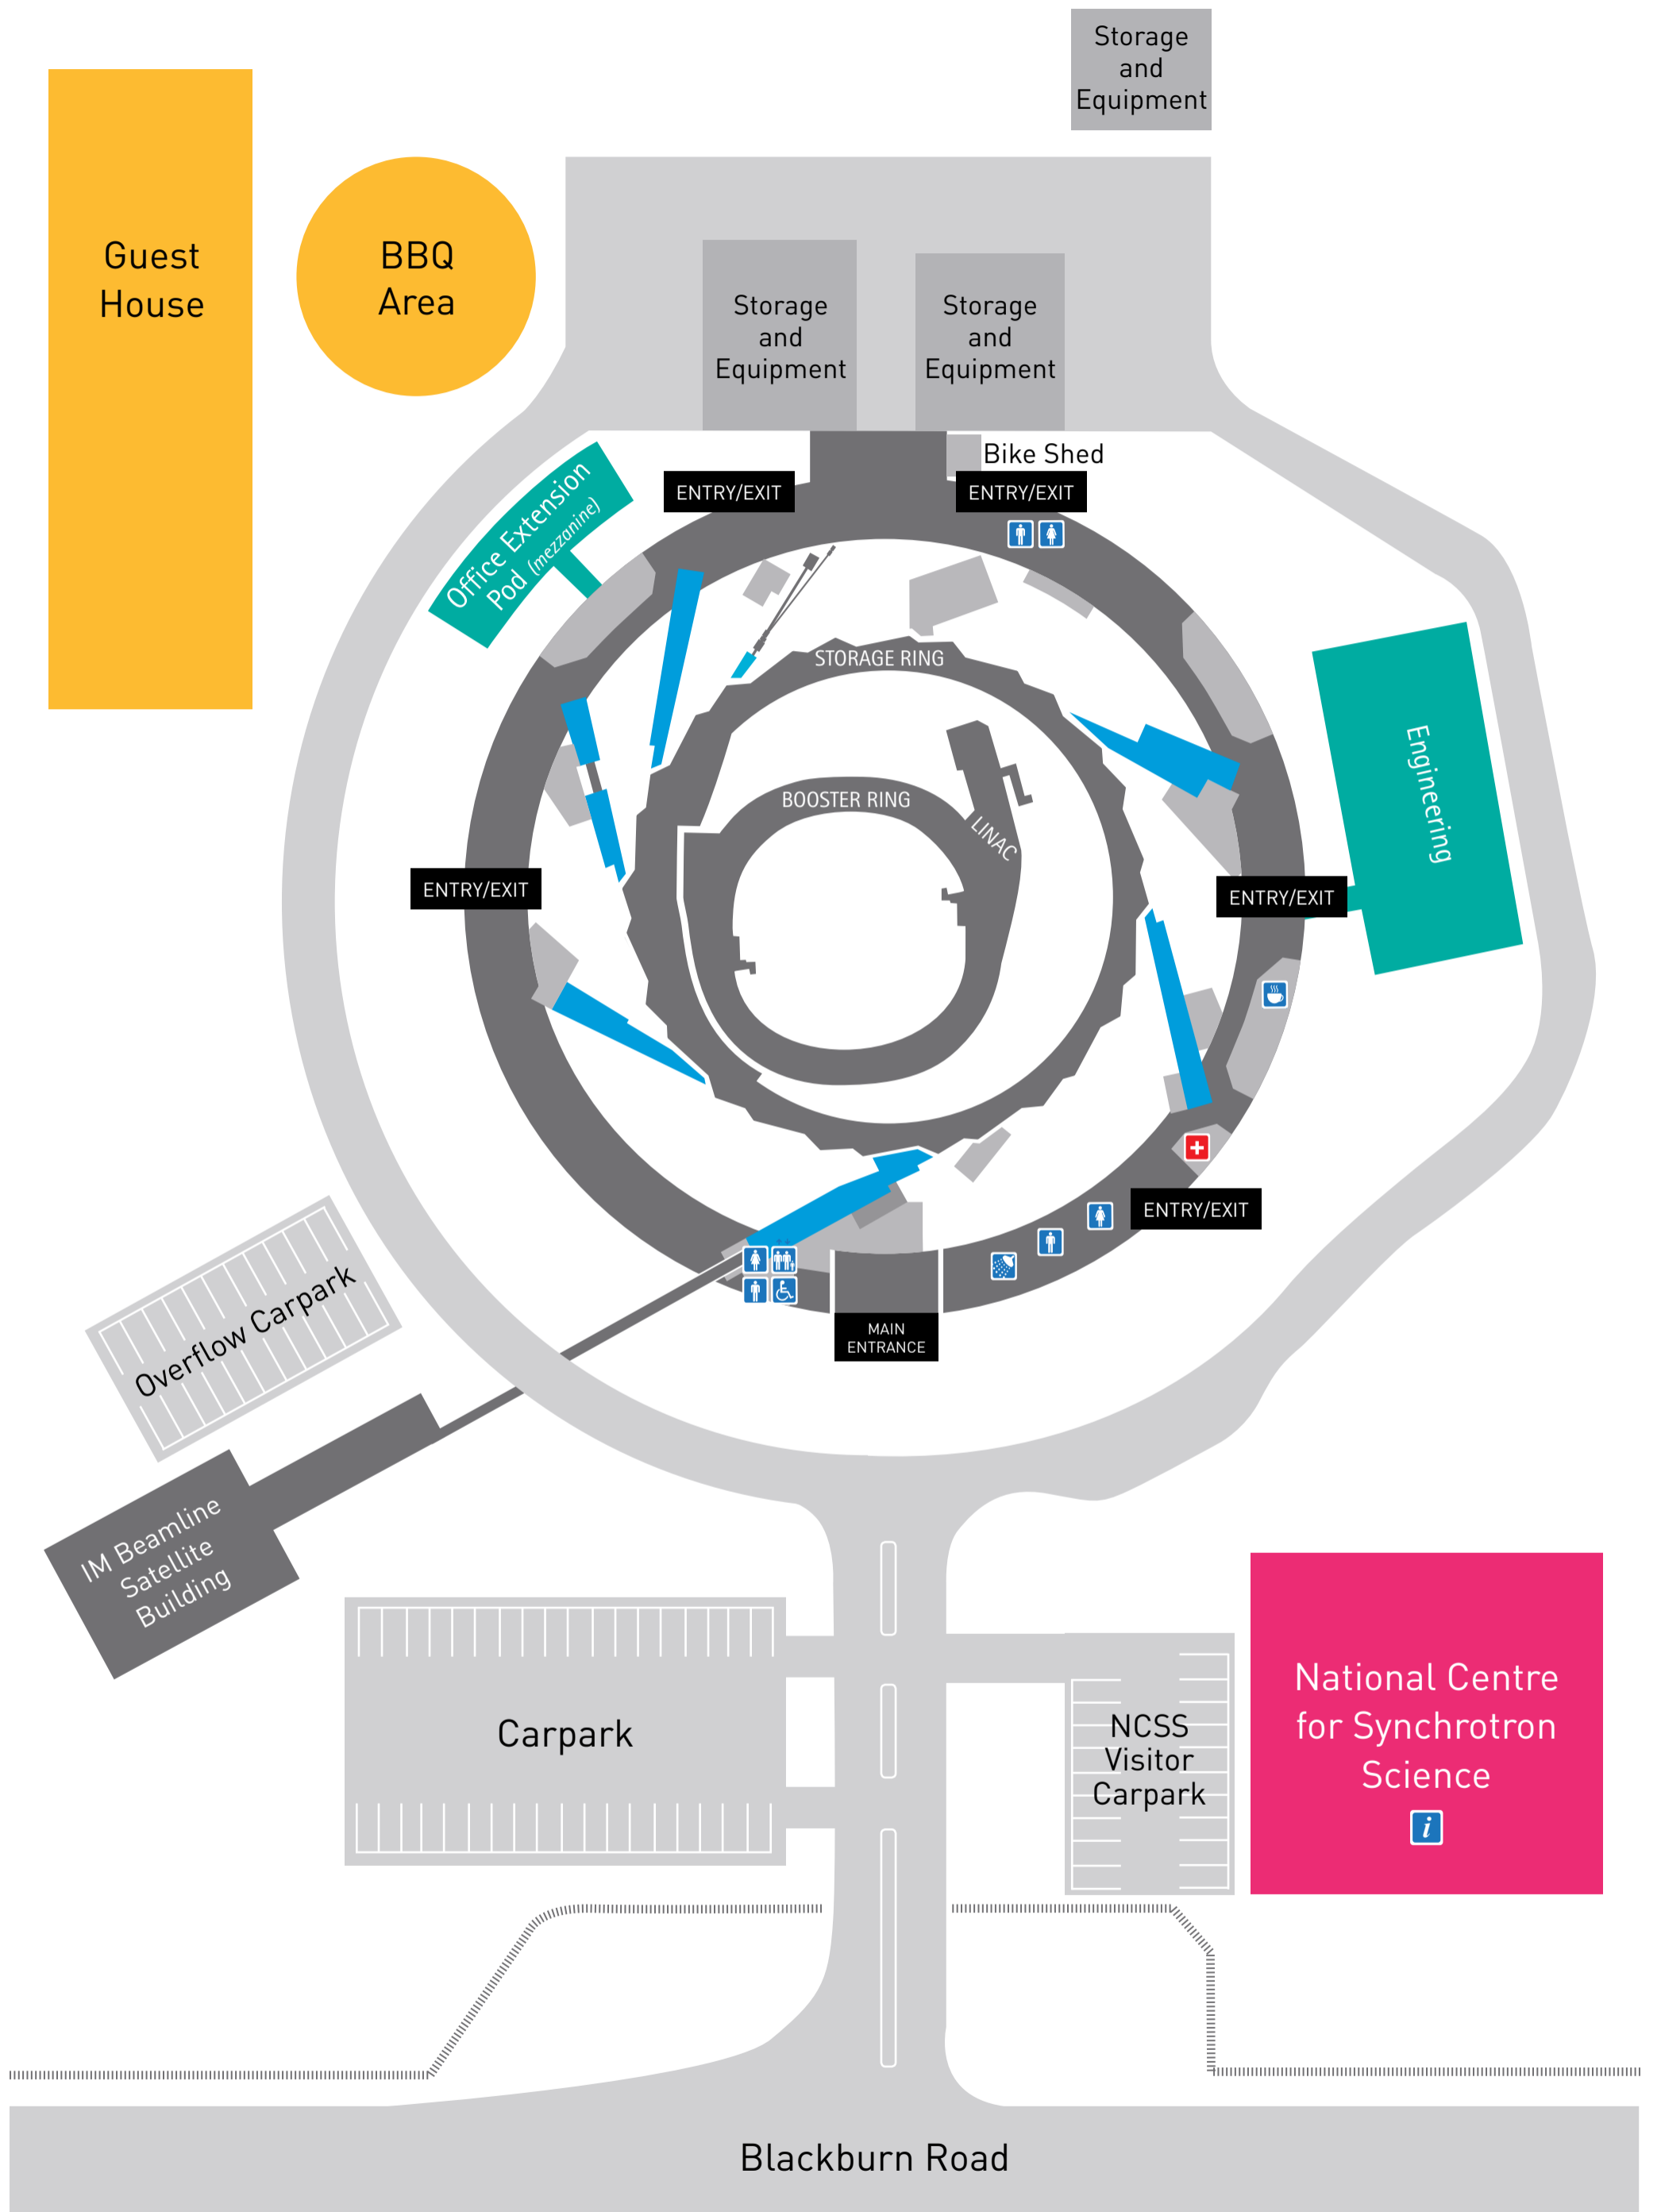 Storage
and
Equipment
Guest
House
BBQ
Area
Storage
and
Equipment
Storage
and
Equipment
Bike Shed
ENTRY/EXIT
ENTRY/EXIT
Office Extension
Pod (mezzanine)
STORAGE RING
Engineering
BOOSTER RING
LINAC
ENTRY/EXIT
ENTRY/EXIT
ENTRY/EXIT
MAIN
ENTRANCE
Overflow Carpark
IM Beamline
Satellite
Building
National Centre
for Synchrotron
Science
i
Carpark
NCSS
Visitor
Carpark
Blackburn Road